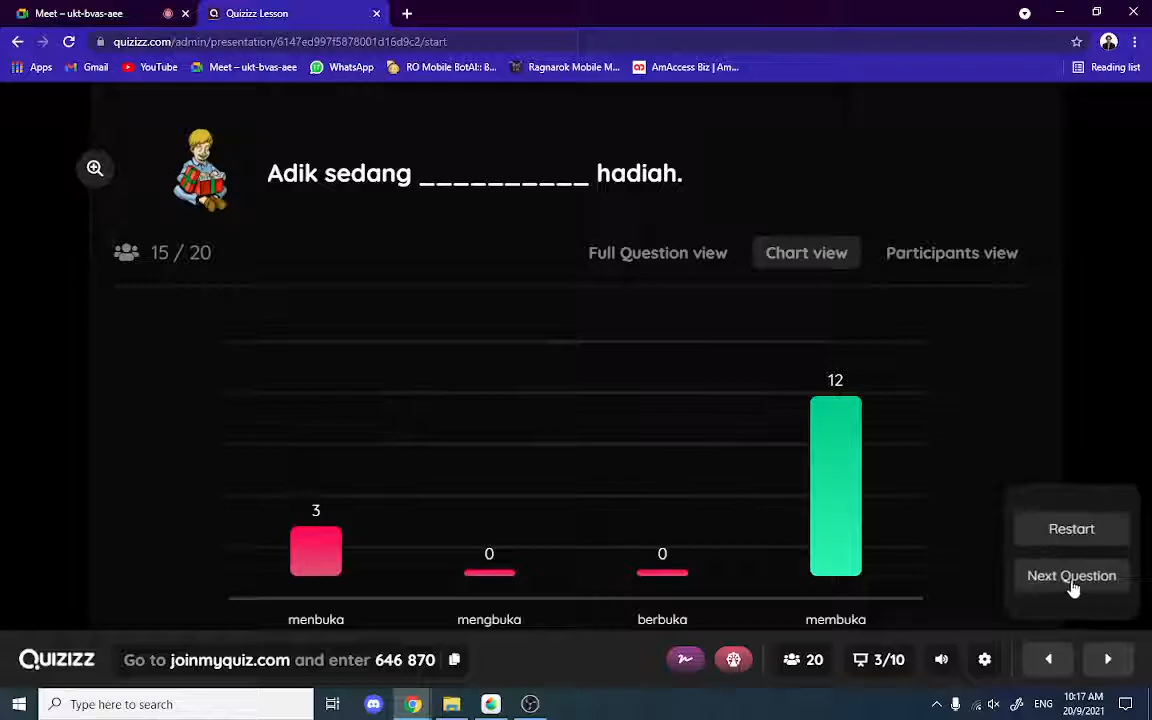 Meet – ukt-bvas-aee
Quizizz Lesson
quizizz.com/admin/presentation/6147ed997f5878001d16d9c2/start
Apps
Gmail
YouTube
Meet – ukt-bvas-aee
WhatsApp
RO Mobile BotAI:: B...
Ragnarok Mobile M...
AmAccess Biz | Am...
Reading list
Adik sedang __________ hadiah.
15 / 20
Full Question view
Chart view
Participants view
12
3
0
0
menbuka
mengbuka
berbuka
membuka
Restart
Next Question
QUIZIZZ
Go to joinmyquiz.com and enter 646 870
20
3/10
Type here to search
ENG
10:17 AM
20/9/2021